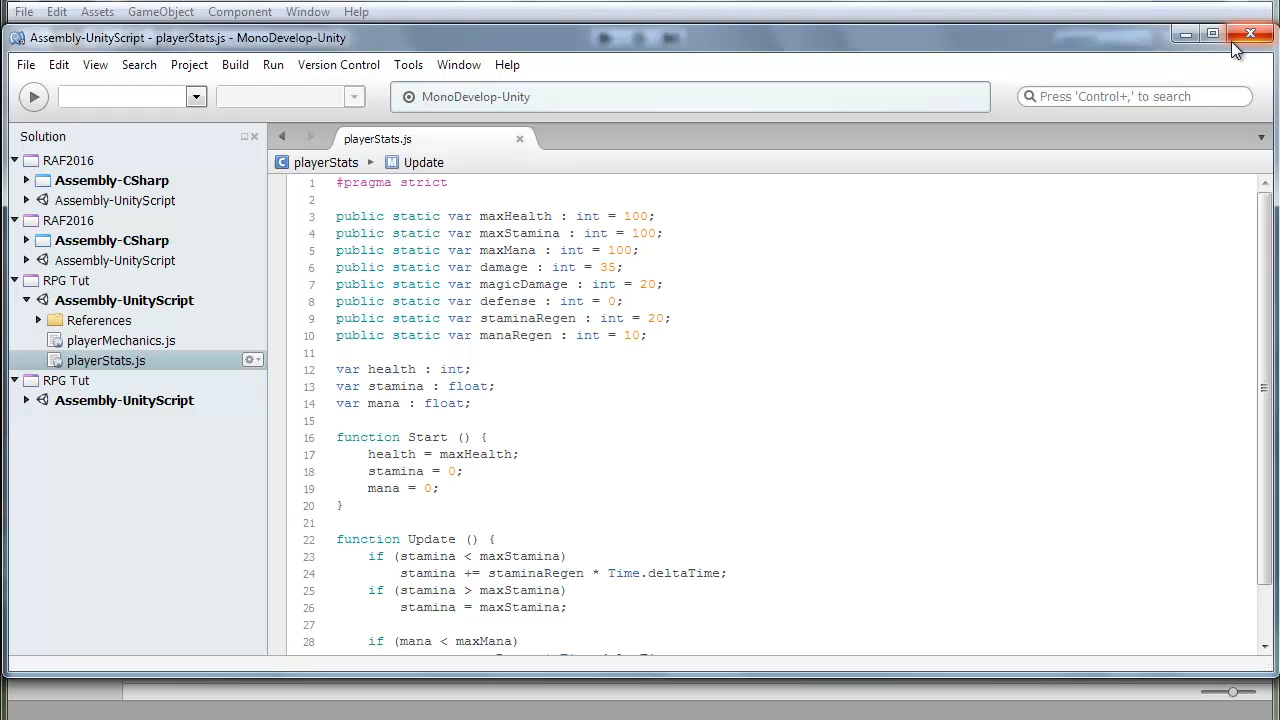 File Edit Assets GameObject Component Window Help
Assembly-UnityScript - playerStats.js - MonoDevelop-Unity
File Edit View Search Project Build Run Version Control Tools Window Help
MonoDevelop-Unity
Press 'Control+,' to search
Solution
playerStats.js
RAF2016
playerStats Update
Assembly-CSharp
Assembly-UnityScript
RAF2016
Assembly-CSharp
Assembly-UnityScript
RPG Tut
Assembly-UnityScript
References
playerMechanics.js
playerStats.js
RPG Tut
Assembly-UnityScript
1 #pragma strict
2
3 public static var maxHealth : int = 100;
4 public static var maxStamina : int = 100;
5 public static var maxMana : int = 100;
6 public static var damage : int = 35;
7 public static var magicDamage : int = 20;
8 public static var defense : int = 0;
9 public static var staminaRegen : int = 20;
10 public static var manaRegen : int = 10;
11
12 var health : int;
13 var stamina : float;
14 var mana : float;
15
16 function Start () {
17 health = maxHealth;
18 stamina = 0;
19 mana = 0;
20 }
21
22 function Update () {
23 if (stamina < maxStamina)
24 stamina += staminaRegen * Time.deltaTime;
25 if (stamina > maxStamina)
26 stamina = maxStamina;
27
28 if (mana < maxMana)